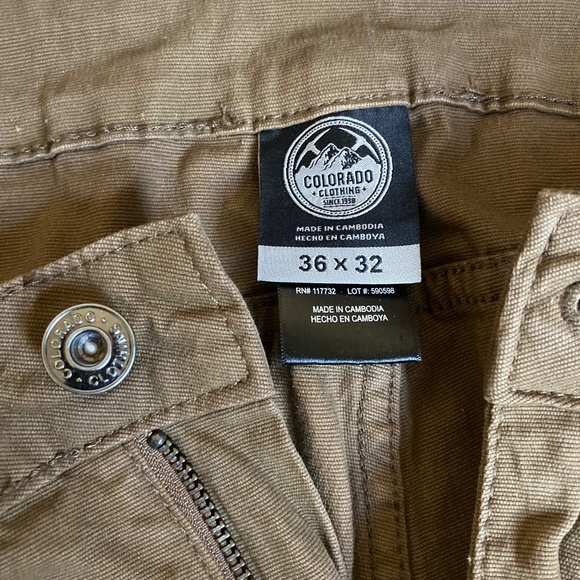 COLORADO
CLOTHING
SINCE 1998
MADE IN CAMBODIA
HECHO EN CAMBOYA
36 x 32
RN# 117732 · LOT #: 590598
MADE IN CAMBODIA
HECHO EN CAMBOYA
COLORADO · CLOTHING ·